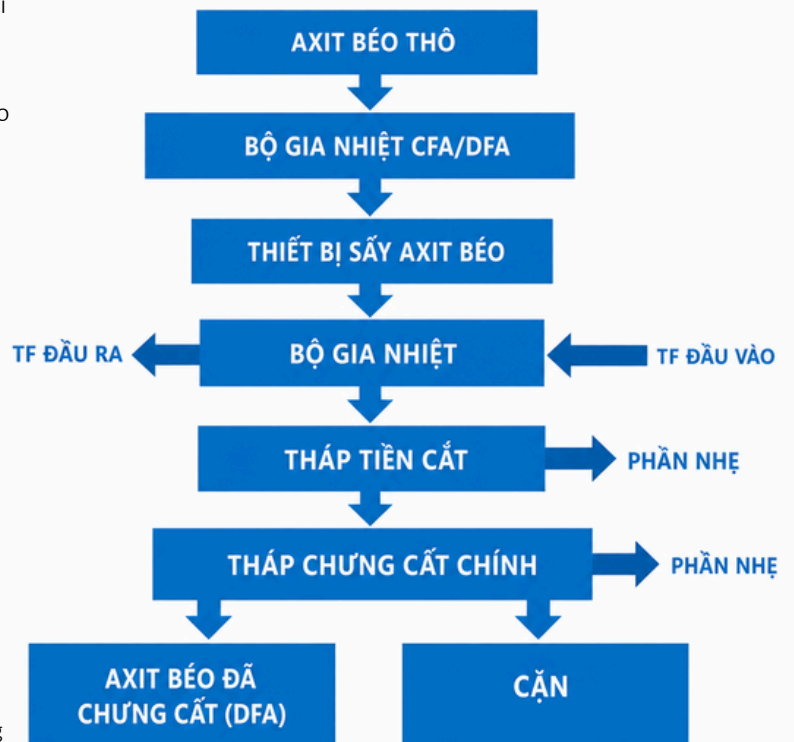 AXIT BÉO THÔ
BỘ GIA NHIỆT CFA/DFA
THIẾT BỊ SẤY AXIT BÉO
TF ĐẦU RA
BỘ GIA NHIỆT
TF ĐẦU VÀO
THÁP TIỀN CẮT
PHẦN NHẸ
THÁP CHƯNG CẤT CHÍNH
PHẦN NHẸ
AXIT BÉO ĐÃ
CHƯNG CẤT (DFA)
CẶN